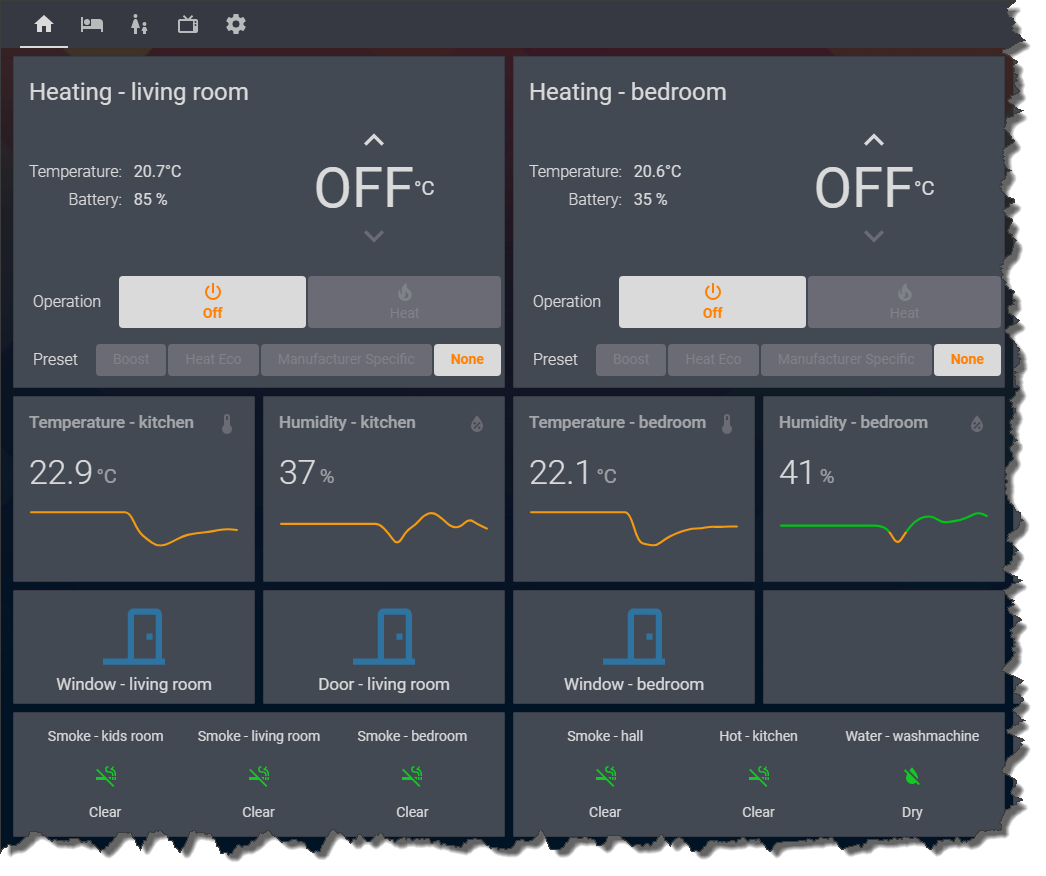 Heating - living room
Temperature: 20.7°C
Battery: 85 %
OFF °C
Operation
Off
Heat
Preset
Boost
Heat Eco
Manufacturer Specific
None
Heating - bedroom
Temperature: 20.6°C
Battery: 35 %
OFF °C
Operation
Off
Heat
Preset
Boost
Heat Eco
Manufacturer Specific
None
Temperature - kitchen
22.9 °C
Humidity - kitchen
37 %
Temperature - bedroom
22.1 °C
Humidity - bedroom
41 %
Window - living room
Door - living room
Window - bedroom
Smoke - kids room
Clear
Smoke - living room
Clear
Smoke - bedroom
Clear
Smoke - hall
Clear
Hot - kitchen
Clear
Water - washmachine
Dry